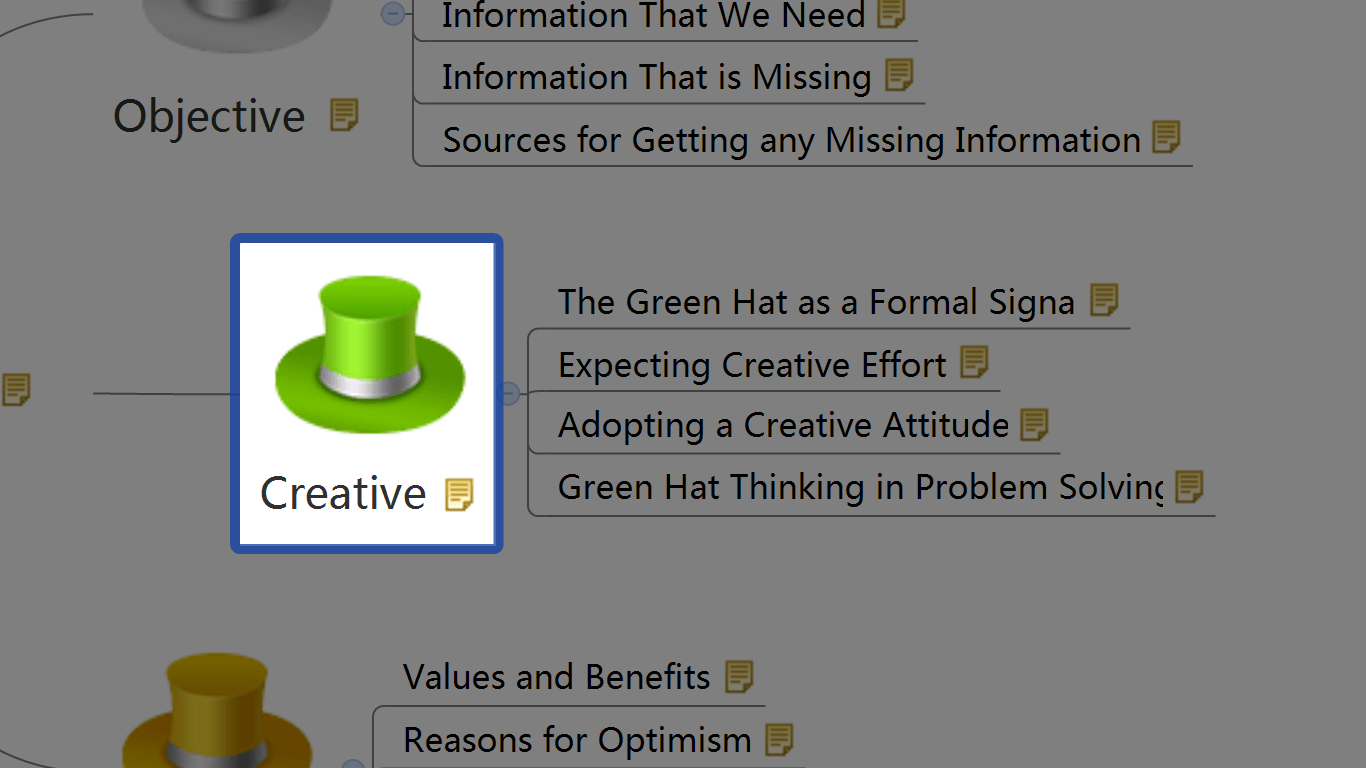 Information That We Need
Information That is Missing
Objective
Sources for Getting any Missing Information
The Green Hat as a Formal Signa
Expecting Creative Effort
Adopting a Creative Attitude
Creative
Green Hat Thinking in Problem Solving
Values and Benefits
Reasons for Optimism